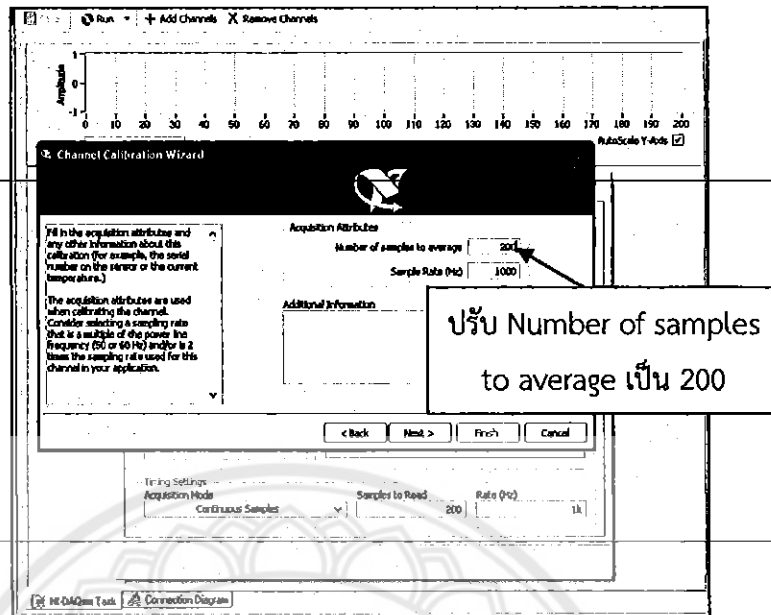 Run + Add Channels X Remove Channels
Amplitude
1
0
-1
0 10 20 30 40 50 60 70 80 90 100 110 120 130 140 150 160 170 180 190 200
AutoScale Y-Axis
Channel Calibration Wizard
Fill in the acquisition attributes and
any other information about this
calibration (for example, the serial
number on the sensor or the current
temperature.)
The acquisition attributes are used
when calibrating the channel.
Consider selecting a sampling rate
that is a multiple of the power line
frequency (50 or 60 Hz) and/or is 2
times the sampling rate used for this
channel in your application.
Acquisition Attributes
Number of samples to average 200
Sample Rate (Hz) 1000
Additional Information
ปรับ Number of samples
to average เป็น 200
< Back Next > Finish Cancel
Timing Settings
Acquisition Mode Samples to Read Rate (Hz)
Continuous Samples 200 1k
NI-DAQmx Task Connection Diagram